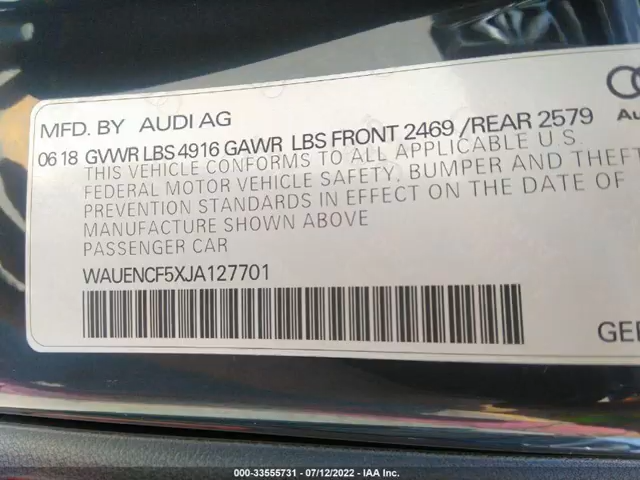 MFD. BY AUDI AG
06 18 GVWR LBS 4916 GAWR LBS FRONT 2469 /REAR 2579
THIS VEHICLE CONFORMS TO ALL APPLICABLE U S
FEDERAL MOTOR VEHICLE SAFETY, BUMPER AND THEFT
PREVENTION STANDARDS IN EFFECT ON THE DATE OF
MANUFACTURE SHOWN ABOVE
PASSENGER CAR
WAUENCF5XJA127701
000-33555731 - 07/12/2022 - IAA Inc.